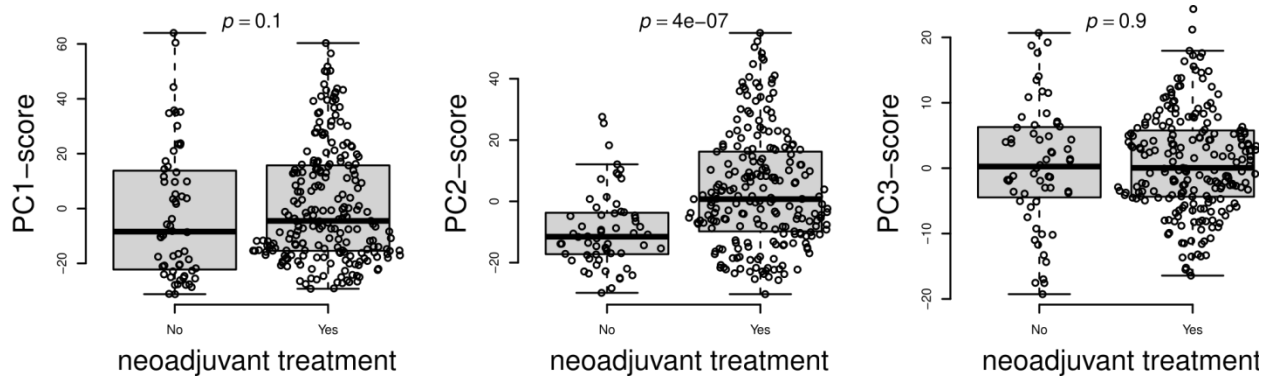 p = 0.1
PC1-score
60
40
20
0
-20
No
Yes
neoadjuvant treatment
p = 4e-07
PC2-score
40
20
0
-20
No
Yes
neoadjuvant treatment
p = 0.9
PC3-score
20
10
0
-10
-20
No
Yes
neoadjuvant treatment